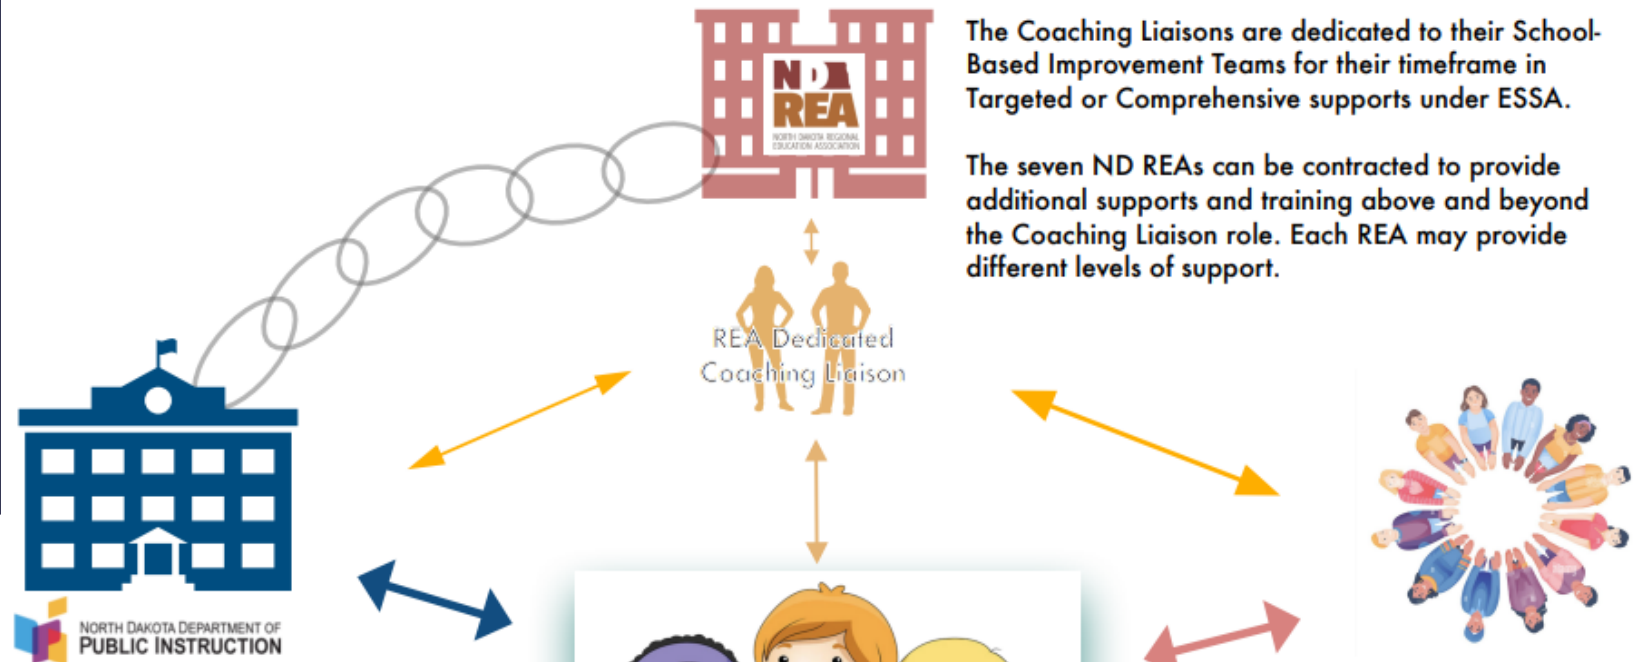 The Coaching Liaisons are dedicated to their School-
Based Improvement Teams for their timeframe in
Targeted or Comprehensive supports under ESSA.
The seven ND REAs can be contracted to provide
additional supports and training above and beyond
the Coaching Liaison role. Each REA may provide
different levels of support.
ND
REA
NORTH DAKOTA REGIONAL
EDUCATION ASSOCIATION
REA Dedicated
Coaching Liaison
NORTH DAKOTA DEPARTMENT OF
PUBLIC INSTRUCTION